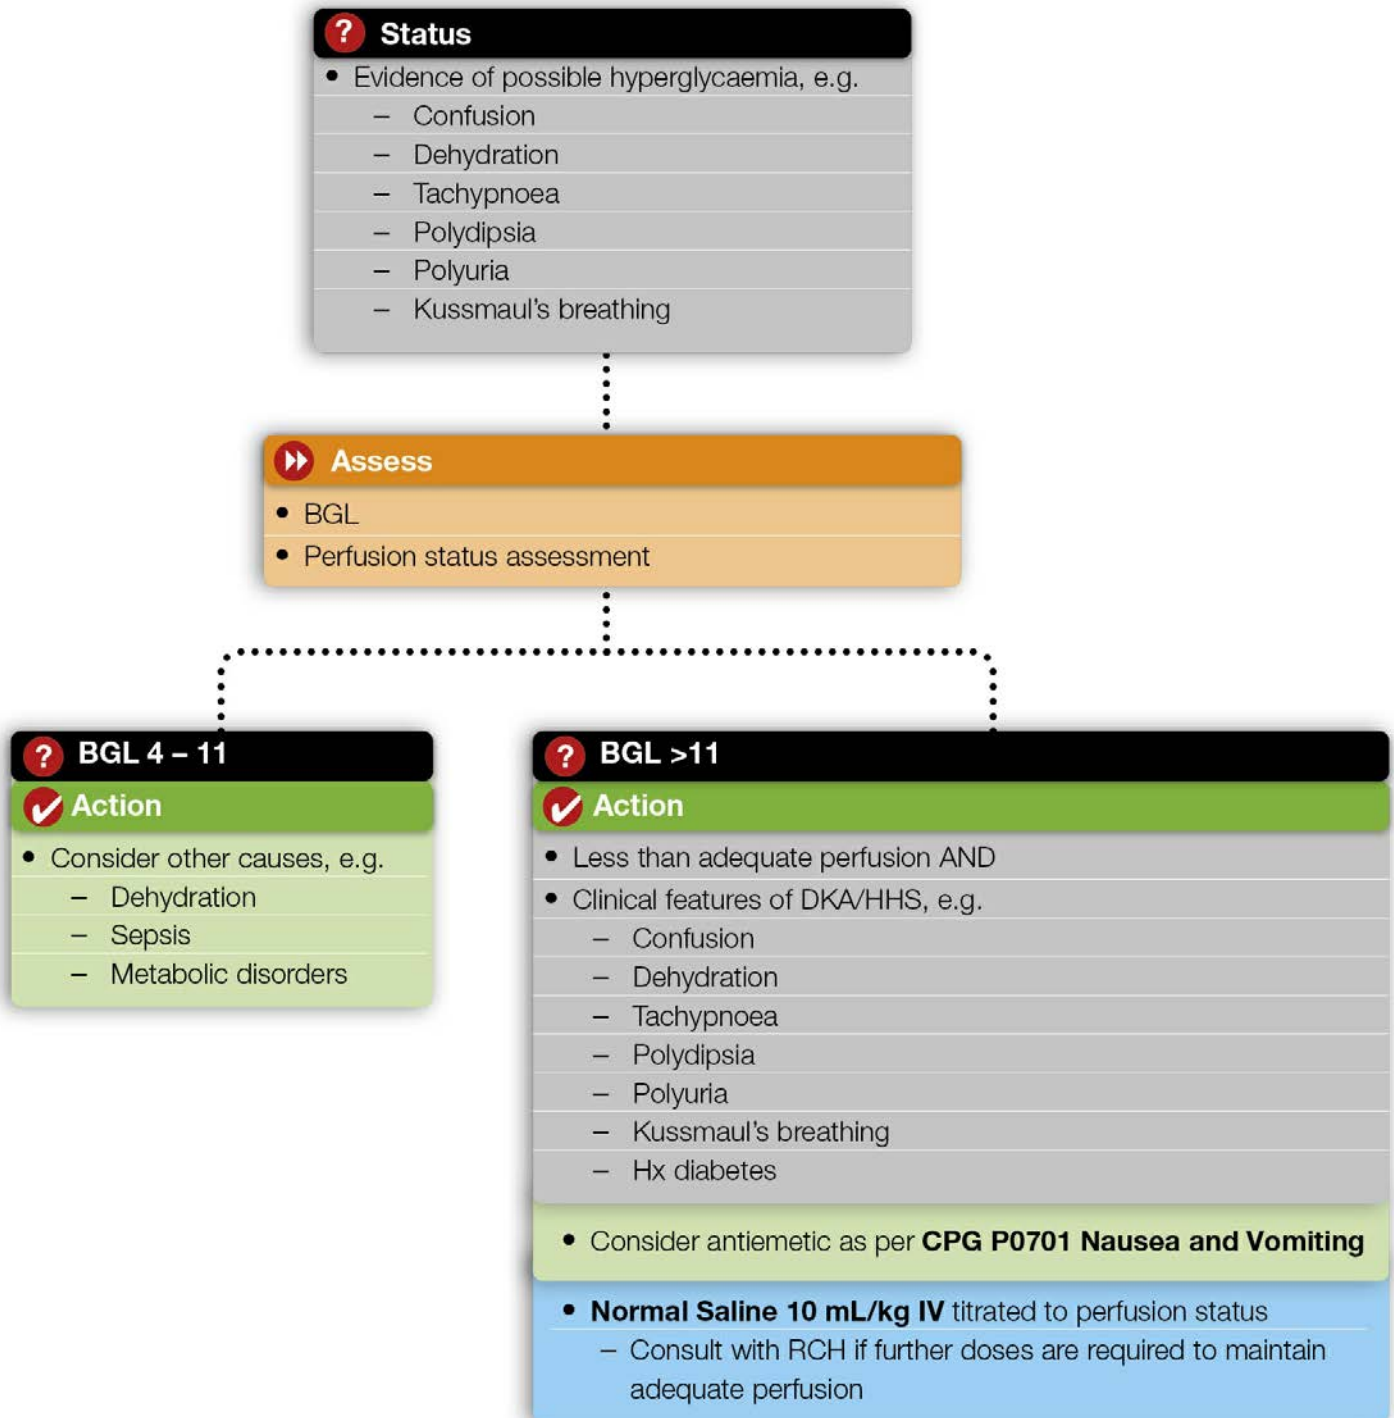 ? Status
• Evidence of possible hyperglycaemia, e.g.
– Confusion
– Dehydration
– Tachypnoea
– Polydipsia
– Polyuria
– Kussmaul's breathing
Assess
• BGL
• Perfusion status assessment
? BGL 4 – 11
Action
• Consider other causes, e.g.
– Dehydration
– Sepsis
– Metabolic disorders
? BGL >11
Action
• Less than adequate perfusion AND
• Clinical features of DKA/HHS, e.g.
– Confusion
– Dehydration
– Tachypnoea
– Polydipsia
– Polyuria
– Kussmaul's breathing
– Hx diabetes
• Consider antiemetic as per CPG P0701 Nausea and Vomiting
• Normal Saline 10 mL/kg IV titrated to perfusion status
– Consult with RCH if further doses are required to maintain
adequate perfusion